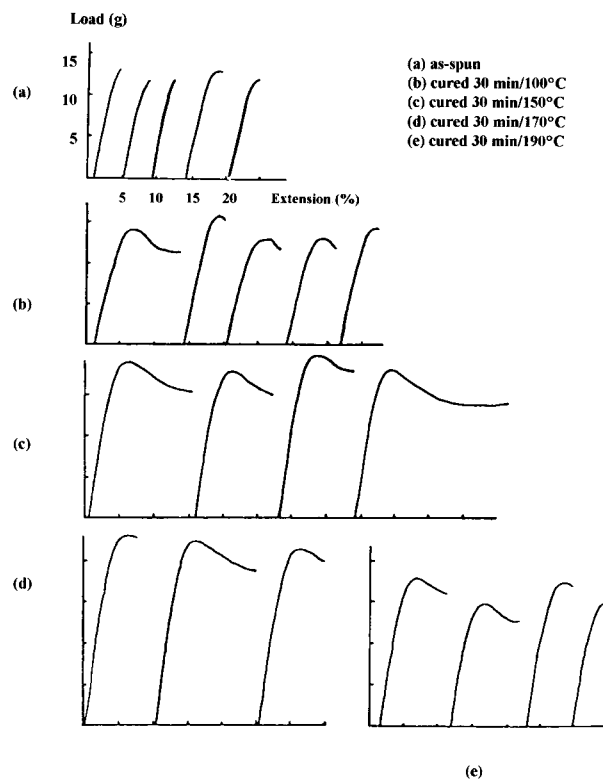 Load (g)
15
10
5
(a)
5 10 15 20 Extension (%)
(a) as-spun
(b) cured 30 min/100°C
(c) cured 30 min/150°C
(d) cured 30 min/170°C
(e) cured 30 min/190°C
(b)
(c)
(d)
(e)